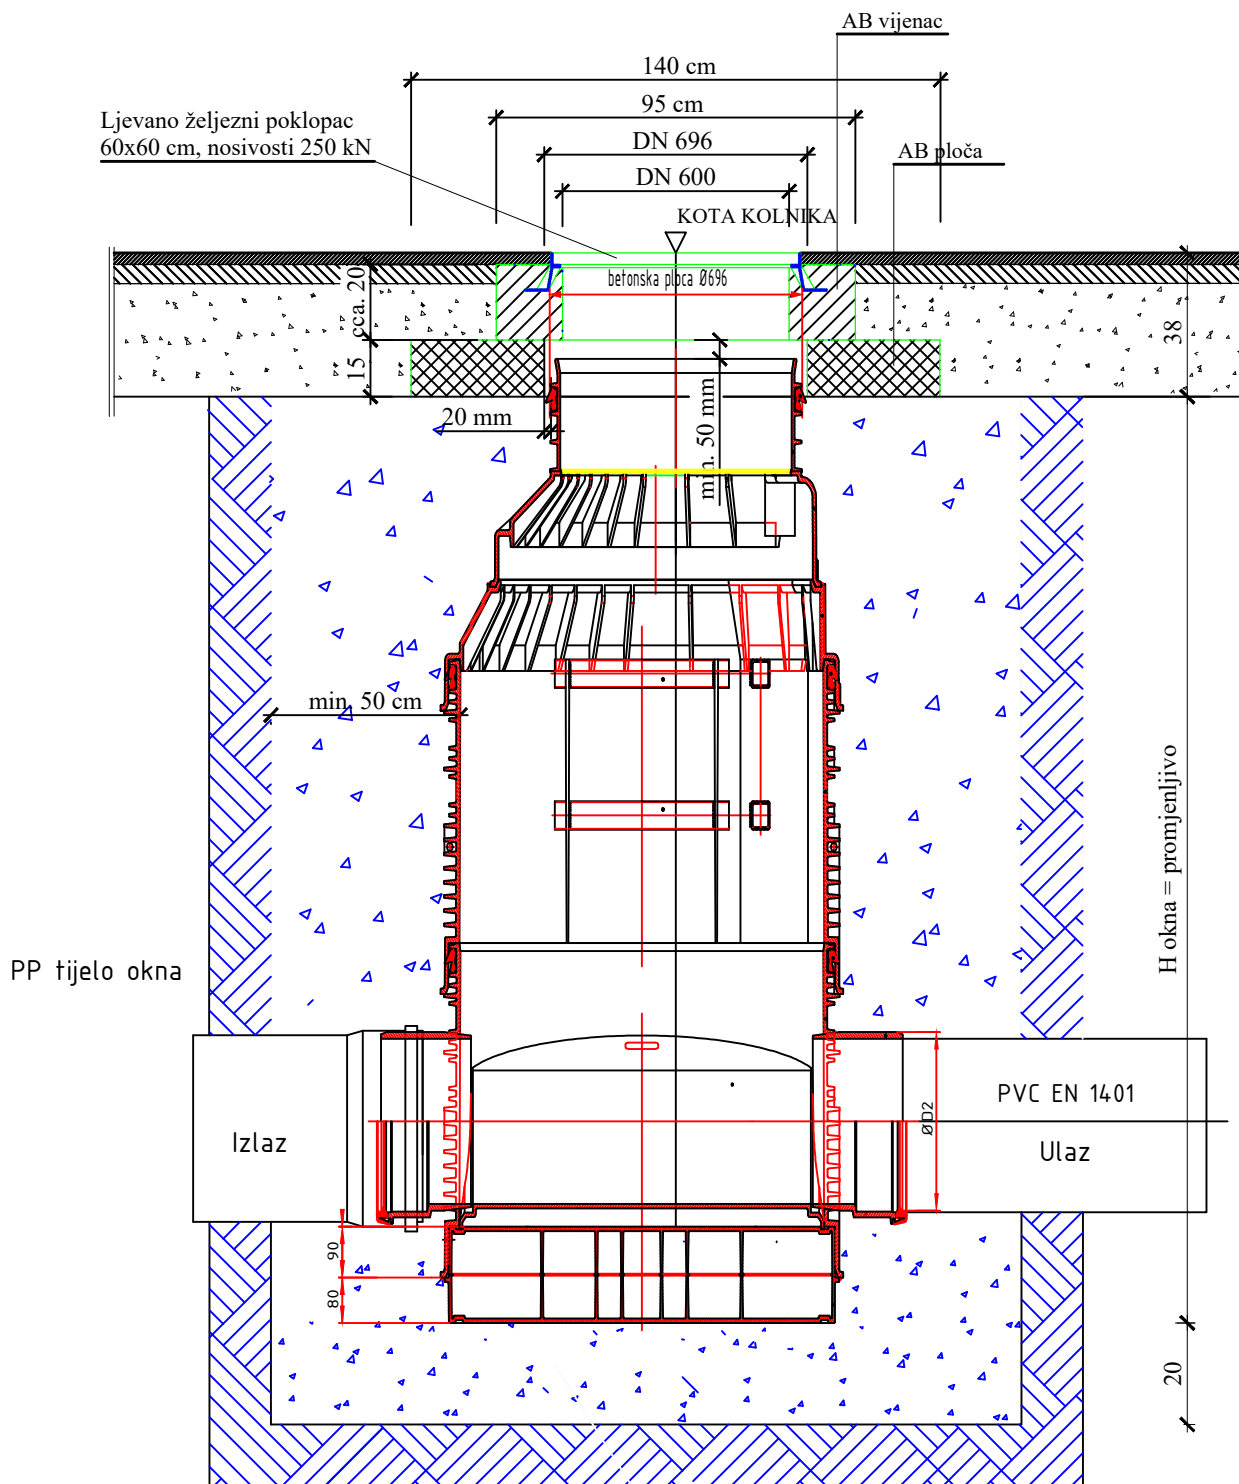 AB vijenac
140 cm
95 cm
Ljevano željezni poklopac
60x60 cm, nosivosti 250 kN
DN 696
AB ploča
DN 600
KOTA KOLNIKA
betonska ploca Ø696
cca. 20
15
38
20 mm
min. 50 mm
min. 50 cm
H okna = promjenljivo
PP tijelo okna
PVC EN 1401
ØD2
Izlaz
Ulaz
90
80
20